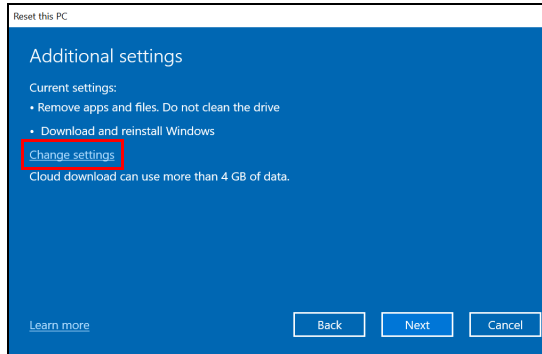 Reset this PC
Additional settings
Current settings:
• Remove apps and files. Do not clean the drive
• Download and reinstall Windows
Change settings
Cloud download can use more than 4 GB of data.
Learn more
Back
Next
Cancel